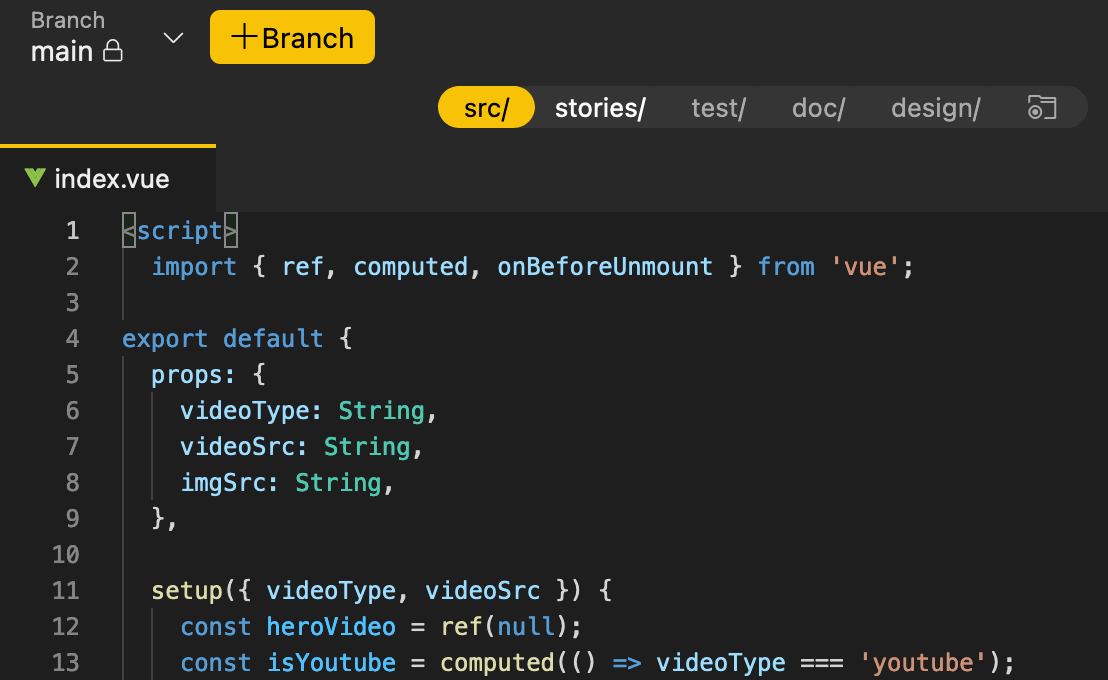 Branch
main
+Branch
src/ stories/ test/ doc/ design/
index.vue
1 <script>
2 import { ref, computed, onBeforeUnmount } from 'vue';
3
4 export default {
5 props: {
6 videoType: String,
7 videoSrc: String,
8 imgSrc: String,
9 },
10
11 setup({ videoType, videoSrc }) {
12 const heroVideo = ref(null);
13 const isYoutube = computed(() => videoType === 'youtube');